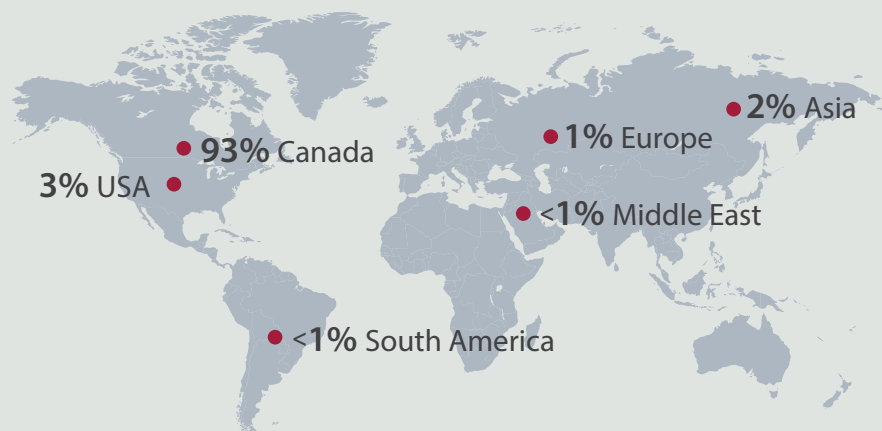 2% Asia
1% Europe
93% Canada
3% USA
<1% Middle East
<1% South America